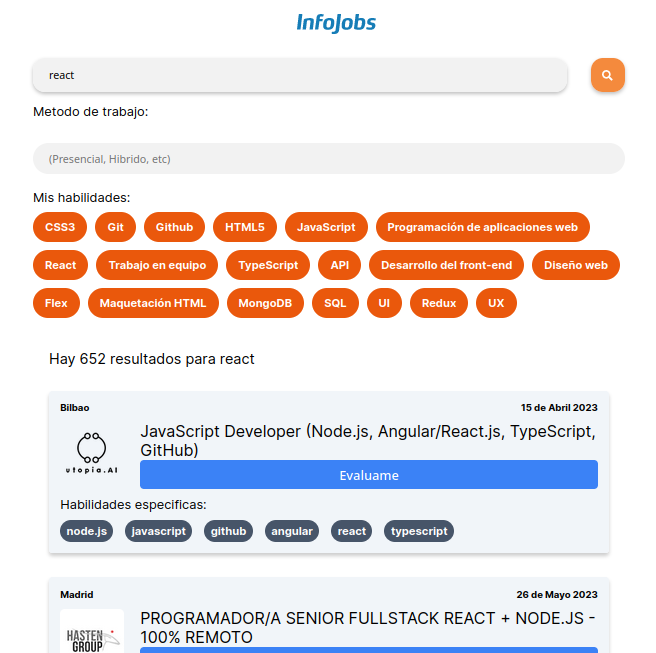 InfoJobs
react
Metodo de trabajo:
(Presencial, Hibrido, etc)
Mis habilidades:
CSS3 Git Github HTML5 JavaScript Programación de aplicaciones web
React Trabajo en equipo TypeScript API Desarrollo del front-end Diseño web
Flex Maquetación HTML MongoDB SQL UI Redux UX
Hay 652 resultados para react
Bilbao 15 de Abril 2023
utopia.AI
JavaScript Developer (Node.js, Angular/React.js, TypeScript,
GitHub)
Evaluame
Habilidades especificas:
node.js javascript github angular react typescript
Madrid 26 de Mayo 2023
HASTEN
GROUP
PROGRAMADOR/A SENIOR FULLSTACK REACT + NODE.JS -
100% REMOTO